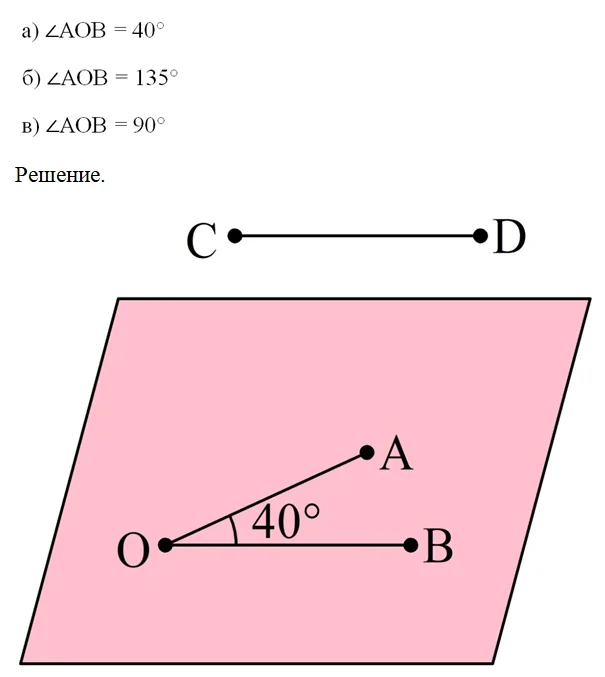 а) ∠AOB = 40°
б) ∠AOB = 135°
в) ∠AOB = 90°
Решение.
C D
A
40°
O B